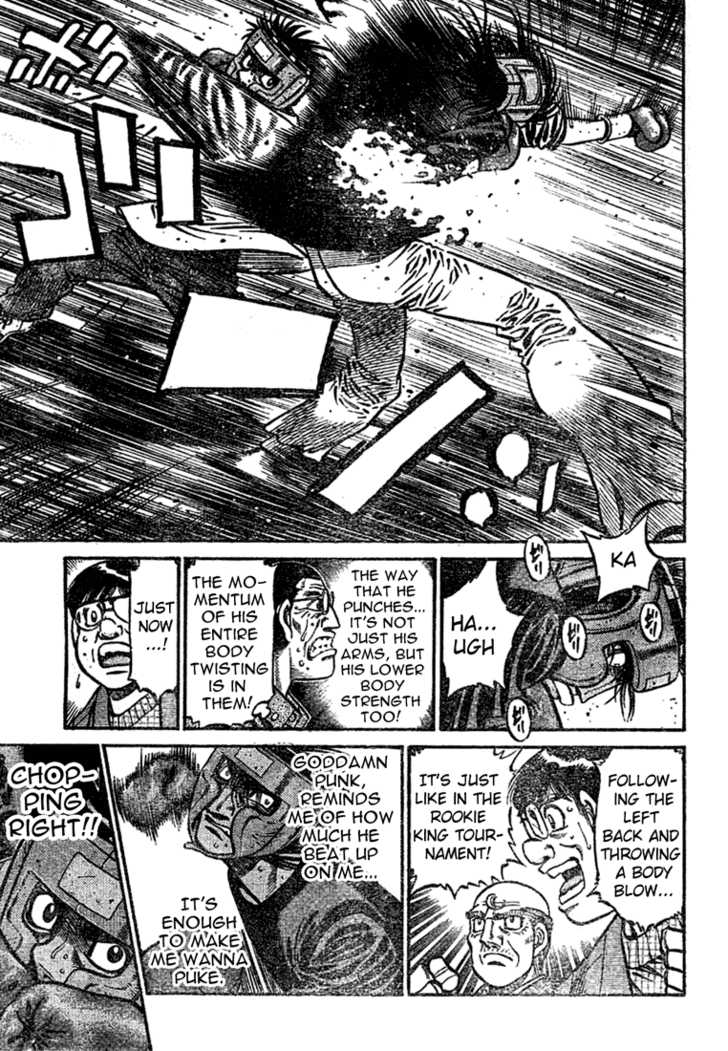 ズギッ
KA
HA...
UGH
THE WAY
THAT HE
PUNCHES...
IT'S NOT
JUST HIS
ARMS, BUT
HIS LOWER
BODY
STRENGTH
TOO!
THE MO-
MENTUM
OF HIS
ENTIRE
BODY
TWISTING
IS IN
THEM!
JUST
NOW
...!
FOLLOW-
ING THE
LEFT
BACK AND
THROWING
A BODY
BLOW...
IT'S JUST
LIKE IN THE
ROOKIE
KING TOUR-
NAMENT!
GODDAMN
PUNK,
REMINDS
ME OF HOW
MUCH HE
BEAT UP
ON ME...
IT'S
ENOUGH
TO MAKE
ME WANNA
PUKE.
CHOP-
PING
RIGHT!!